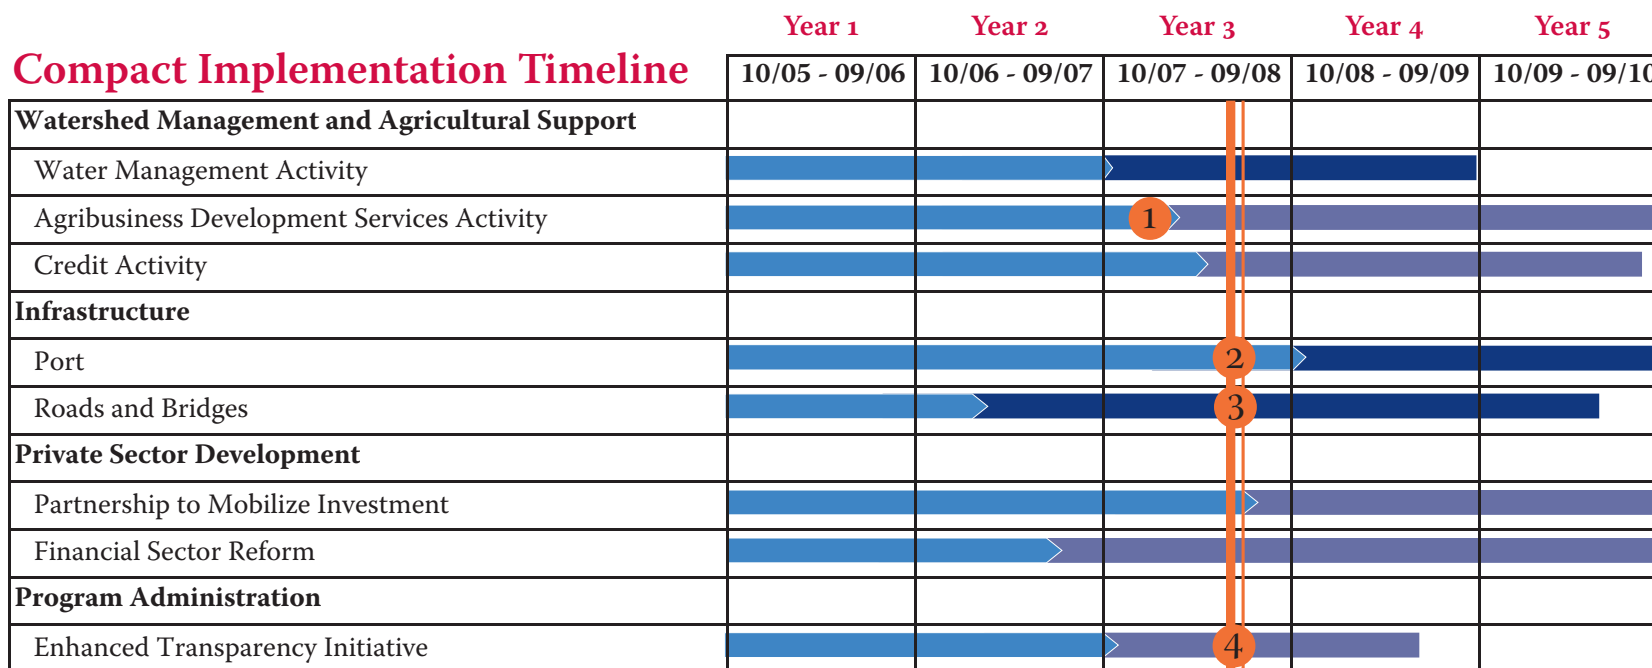 Year 1 Year 2 Year 3 Year 4 Year 5
Compact Implementation Timeline 10/05 - 09/06 10/06 - 09/07 10/07 - 09/08 10/08 - 09/09 10/09 - 09/10
Watershed Management and Agricultural Support
Water Management Activity
Agribusiness Development Services Activity 1
Credit Activity
Infrastructure
Port 2
Roads and Bridges 3
Private Sector Development
Partnership to Mobilize Investment
Financial Sector Reform
Program Administration
Enhanced Transparency Initiative 4